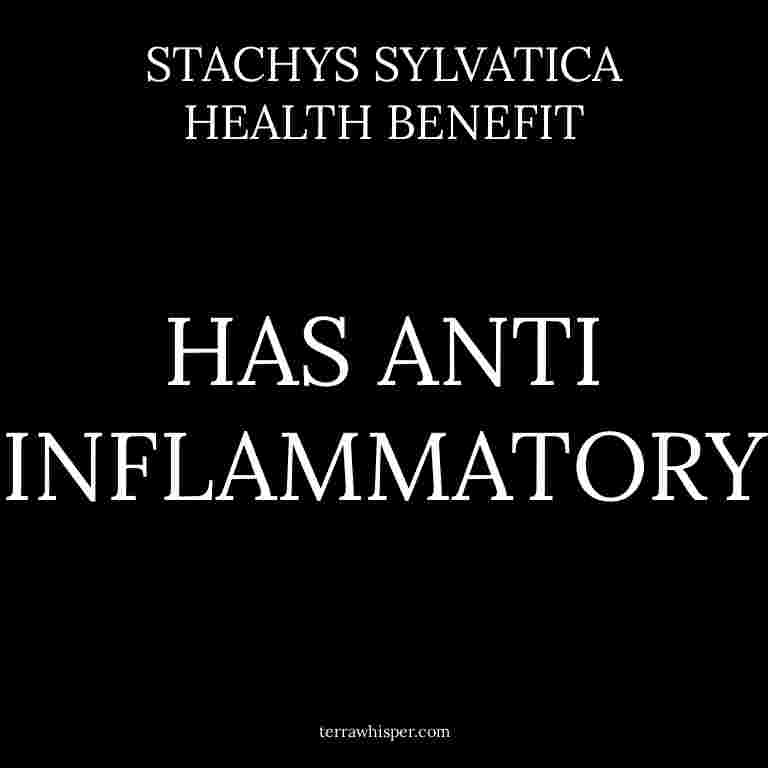 STACHYS SYLVATICA
HEALTH BENEFIT
HAS ANTI
INFLAMMATORY
terrawhisper.com